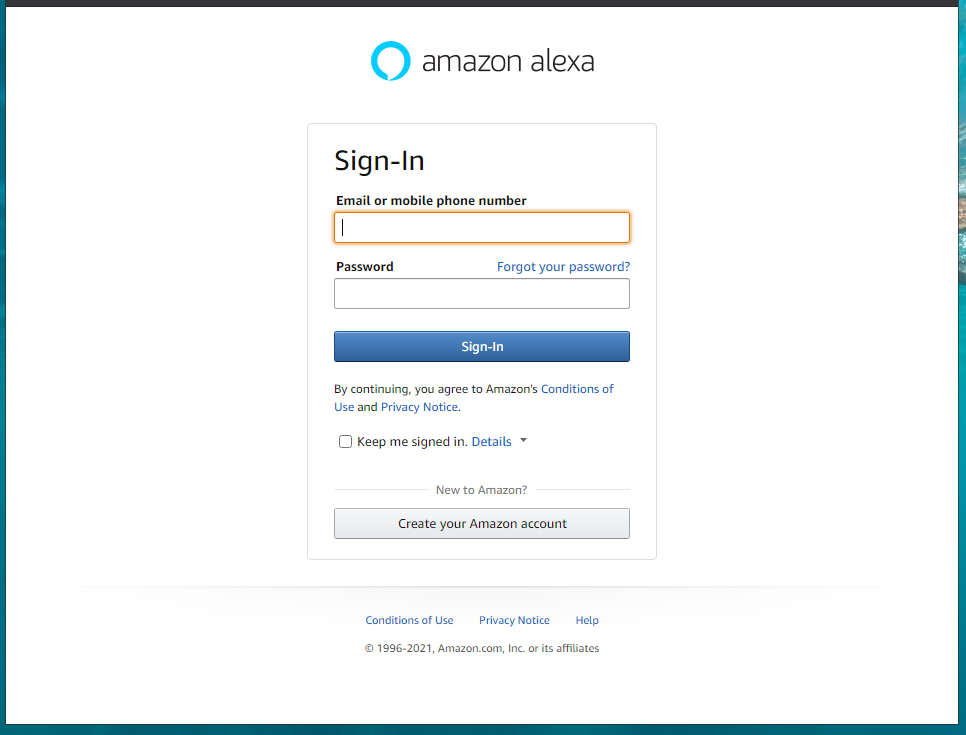 amazon alexa
Sign-In
Email or mobile phone number
Password Forgot your password?
Sign-In
By continuing, you agree to Amazon's Conditions of
Use and Privacy Notice.
Keep me signed in. Details
New to Amazon?
Create your Amazon account
Conditions of Use Privacy Notice Help
© 1996-2021, Amazon.com, Inc. or its affiliates